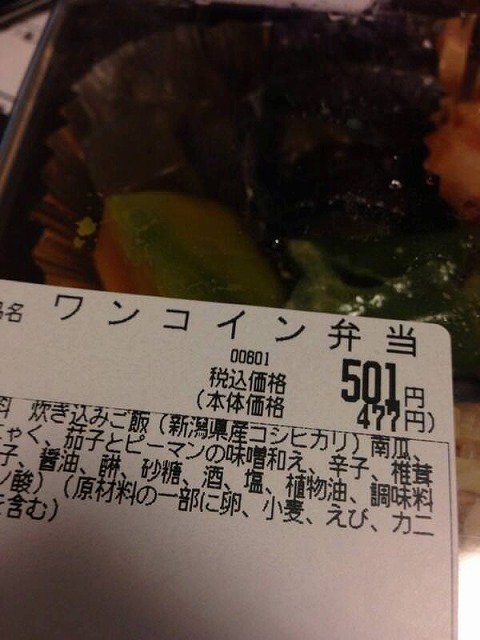 名 ワンコイン弁当
00601
税込価格 501円
(本体価格 477円)
料 炊き込みご飯(新潟県産コシヒカリ)南瓜、
ゃく、茄子とピーマンの味噌和え、辛子、椎茸
子、醤油、餅、砂糖、酒、塩、植物油、調味料
ノ酸)(原材料の一部に卵、小麦、えび、カニ
を含む)